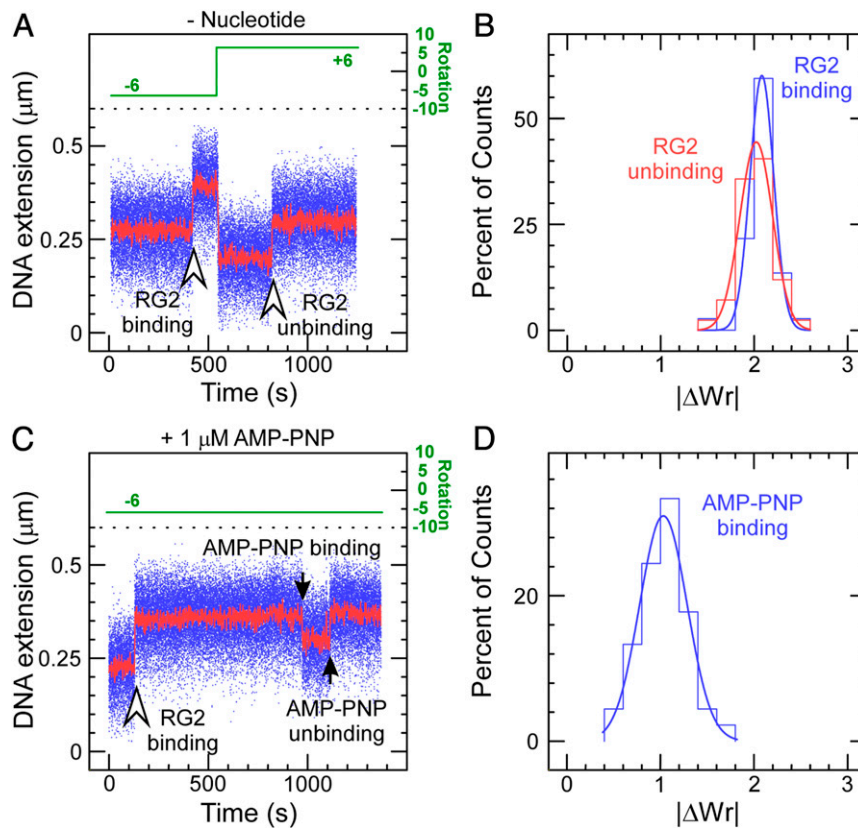 A
- Nucleotide
-6
+6
10
5
0
-5
-10
Rotation
0.5
0.25
0
DNA extension (μm)
RG2
binding
RG2
unbinding
0
500
1000
Time (s)
B
RG2
binding
RG2
unbinding
60
30
0
Percent of Counts
0
1
2
3
|ΔWr|
C
+ 1 μM AMP-PNP
-6
10
5
0
-5
-10
Rotation
0.5
0.25
0
DNA extension (μm)
AMP-PNP binding
RG2
binding
AMP-PNP
unbinding
0
500
1000
Time (s)
D
AMP-PNP
binding
40
20
0
Percent of Counts
0
1
2
3
|ΔWr|